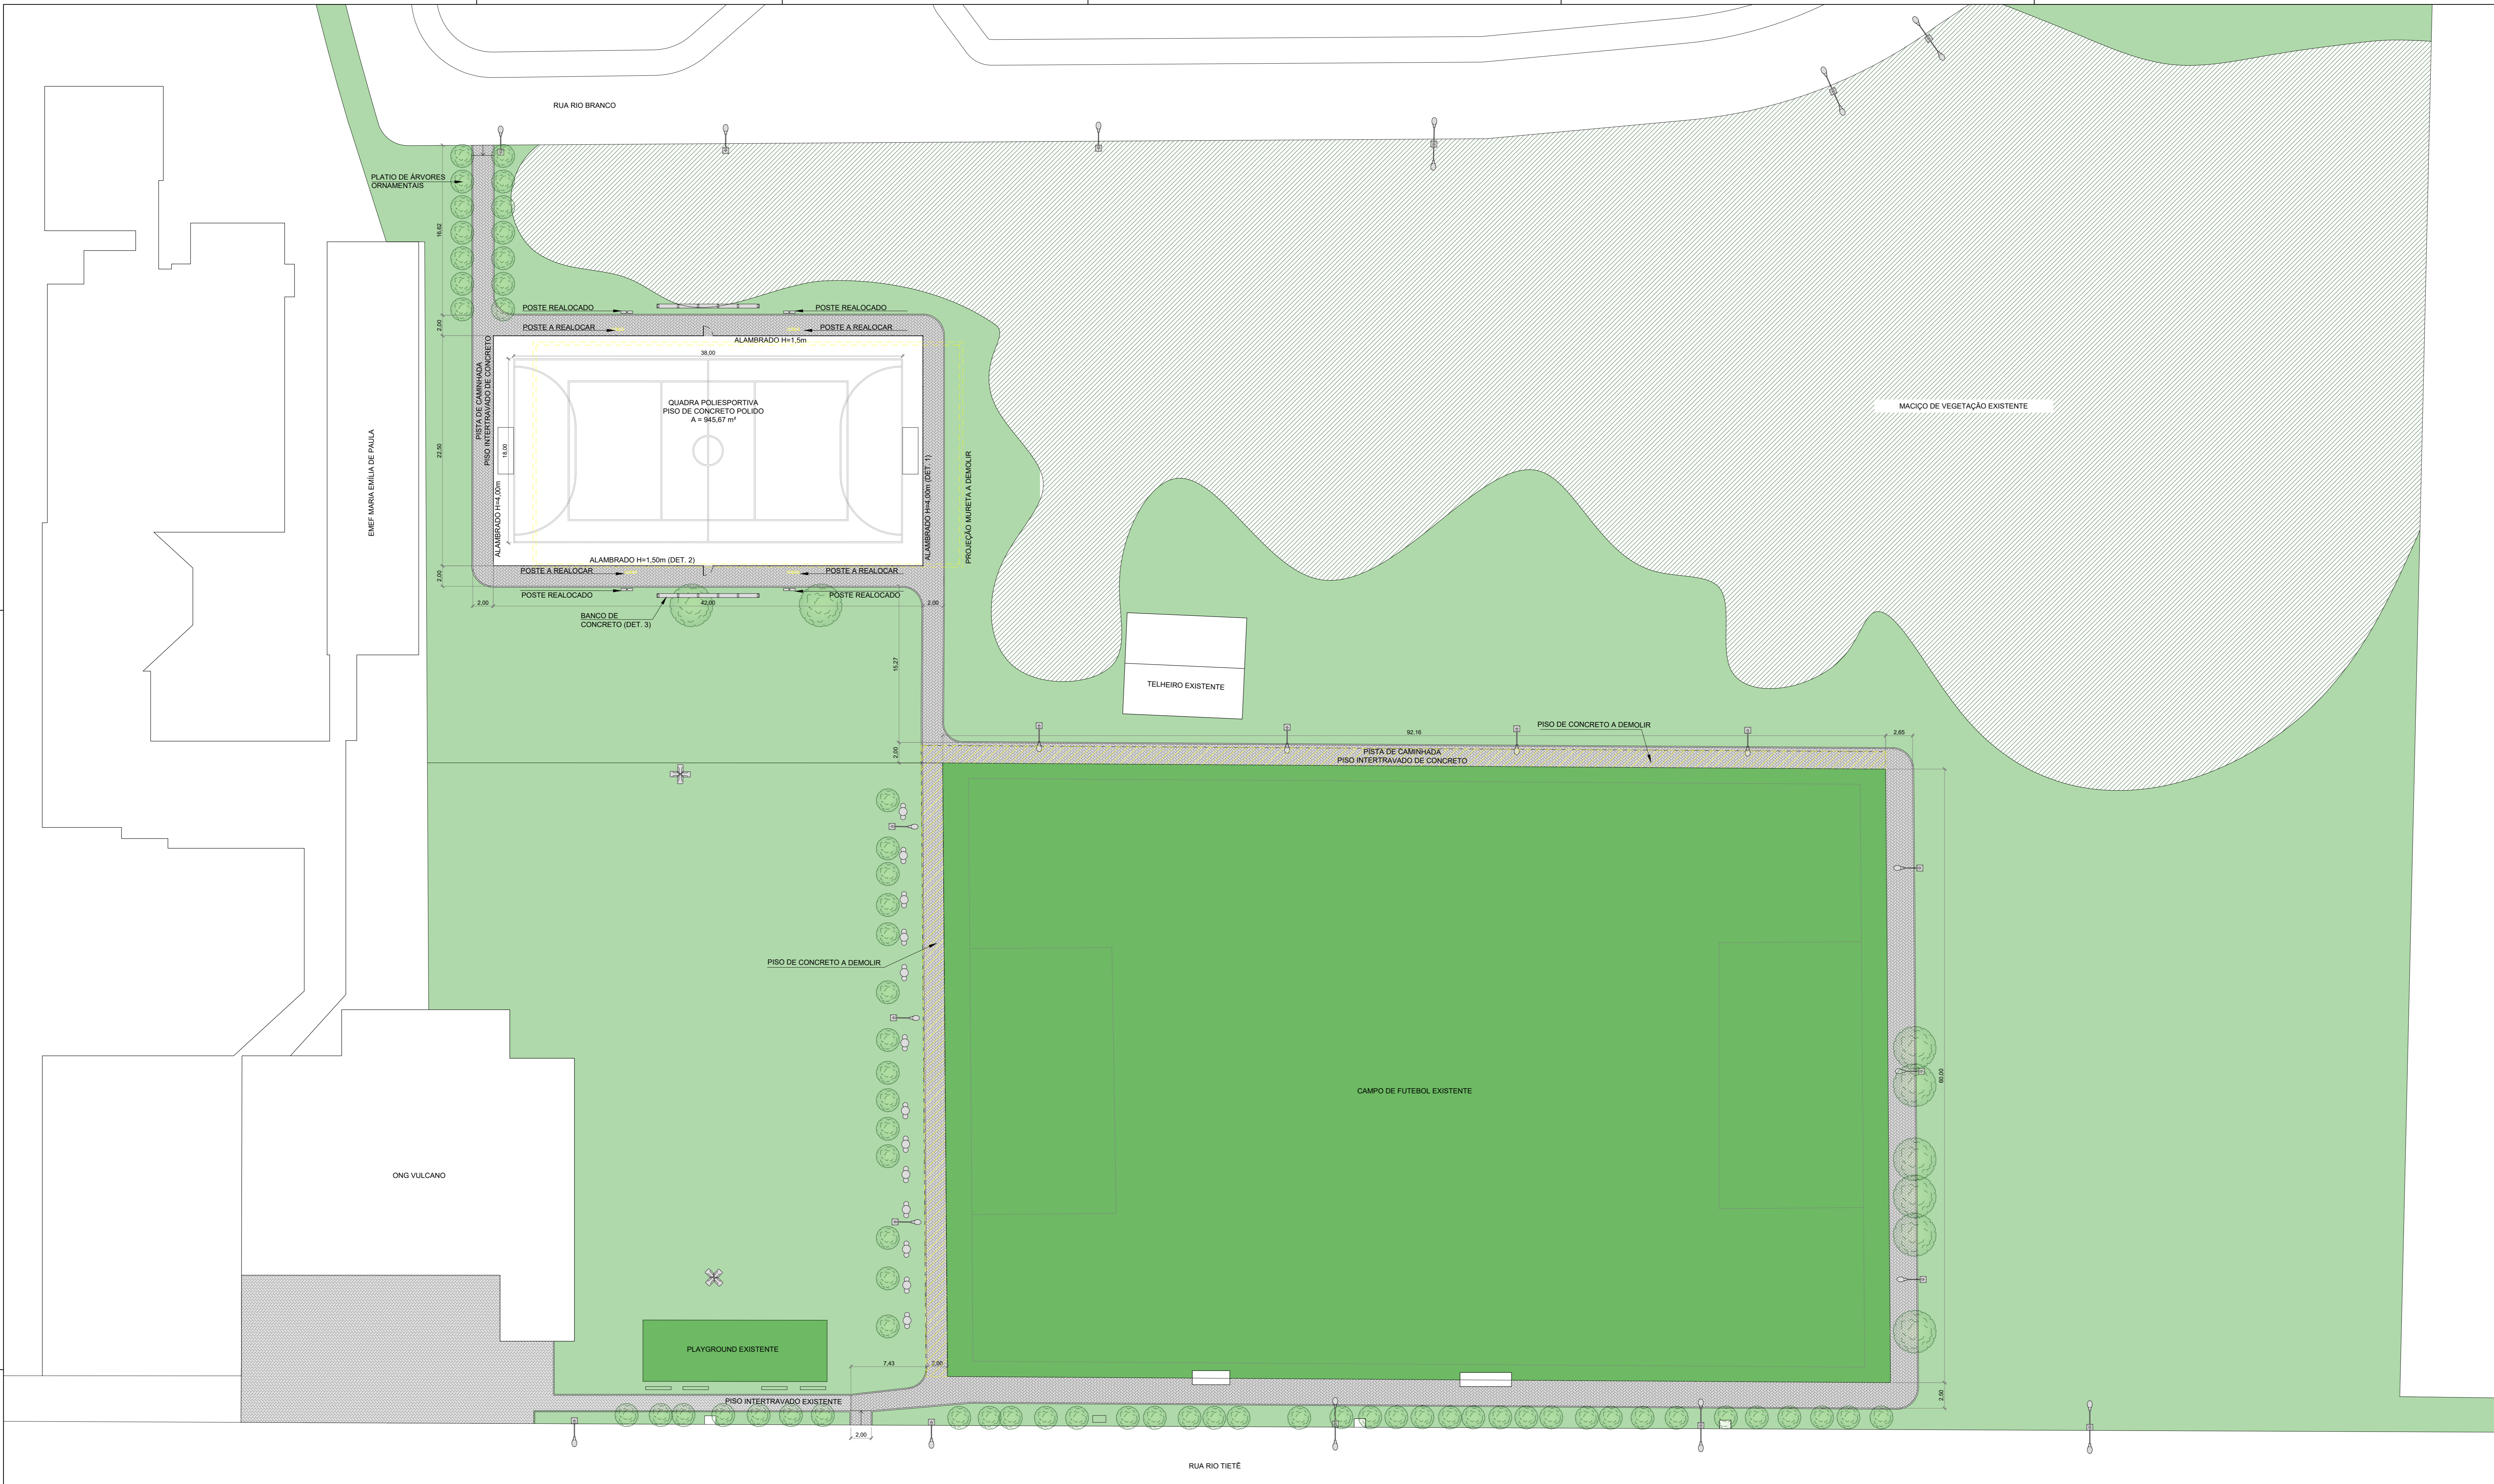 RUA RIO BRANCO
PLATIO DE ÁRVORES
ORNAMENTAIS
16,62
POSTE REALOCADO
POSTE REALOCADO
2,00
POSTE A REALOCAR
POSTE A REALOCAR
ALAMBRADO H=1,5m
38,00
PISTA DE CAMINHADA
PISO INTERTRAVADO DE CONCRETO
QUADRA POLIESPORTIVA
PISO DE CONCRETO POLIDO
A = 945,67 m²
MACIÇO DE VEGETAÇÃO EXISTENTE
EMEF MARIA EMÍLIA DE PAULA
22,50
18,00
ALAMBRADO H=4,00m
ALAMBRADO H=4,00m (DET. 1)
PROJEÇÃO MURETA A DEMOLIR
ALAMBRADO H=1,50m (DET. 2)
2,00
POSTE A REALOCAR
POSTE A REALOCAR
POSTE REALOCADO
POSTE REALOCADO
2,00
42,00
2,00
BANCO DE
CONCRETO (DET. 3)
15,27
TELHEIRO EXISTENTE
PISO DE CONCRETO A DEMOLIR
92,16
2,65
2,00
PISTA DE CAMINHADA
PISO INTERTRAVADO DE CONCRETO
PISO DE CONCRETO A DEMOLIR
60,00
CAMPO DE FUTEBOL EXISTENTE
ONG VULCANO
PLAYGROUND EXISTENTE
7,43
2,00
2,50
PISO INTERTRAVADO EXISTENTE
2,00
RUA RIO TIETÊ